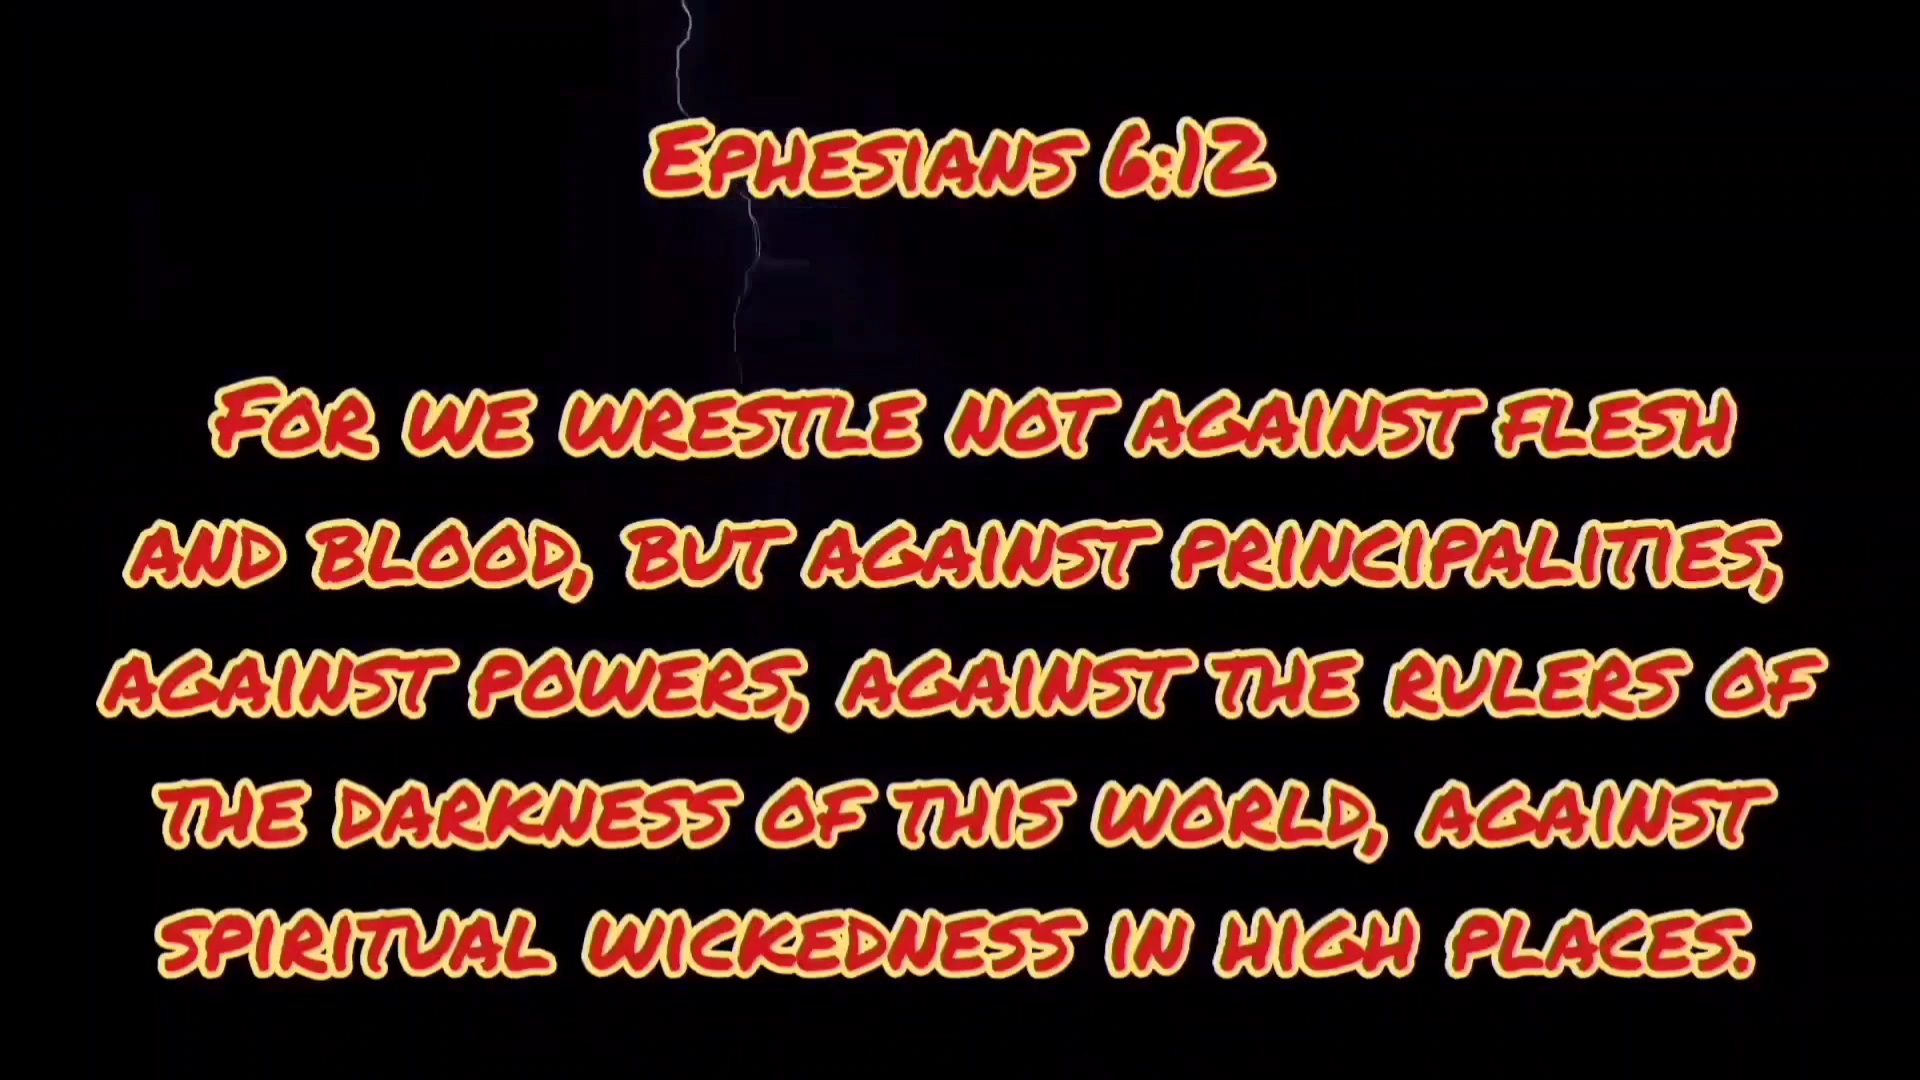 Ephesians 6:12
For we wrestle not against flesh
and blood, but against principalities,
against powers, against the rulers of
the darkness of this world, against
spiritual wickedness in high places.